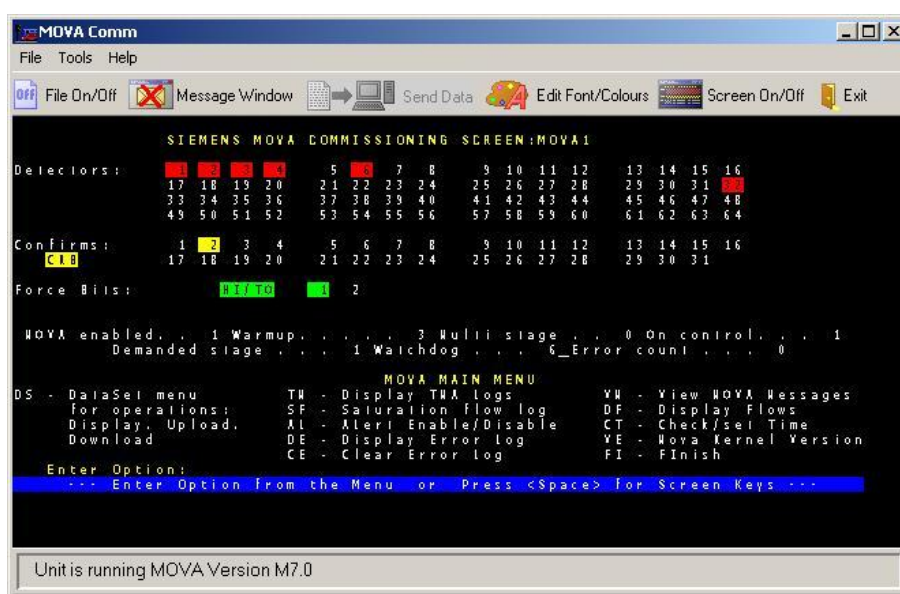 MOVA Comm
File Tools Help
OFF File On/Off Message Window Send Data Edit Font/Colours Screen On/Off Exit
SIEMENS MOVA COMMISSIONING SCREEN:MOVA1
Detectors: 1 2 3 4 5 6 7 8 9 10 11 12 13 14 15 16
17 18 19 20 21 22 23 24 25 26 27 28 29 30 31 32
33 34 35 36 37 38 39 40 41 42 43 44 45 46 47 48
49 50 51 52 53 54 55 56 57 58 59 60 61 62 63 64
Confirms: 1 2 3 4 5 6 7 8 9 10 11 12 13 14 15 16
CRB 17 18 19 20 21 22 23 24 25 26 27 28 29 30 31
Force Bits: HI/TO 1 2
MOVA enabled. . 1 Warmup. . . . . 3 Multi stage . . 0 On control. . . 1
Demanded stage . . . 1 Watchdog . . . 6_Error count . . . 0
MOVA MAIN MENU
DS - DataSet menu TW - Display TMA logs VW - View MOVA Messages
for operations: SF - Saturation flow log DF - Display Flows
Display, Upload, AL - Alert Enable/Disable CT - Check/set Time
Download DE - Display Error log VE - Mova Kernel Version
CE - Clear Error log FI - FInish
Enter Option:
--- Enter Option from the Menu or Press <Space> for Screen Keys ---
Unit is running MOVA Version M7.0